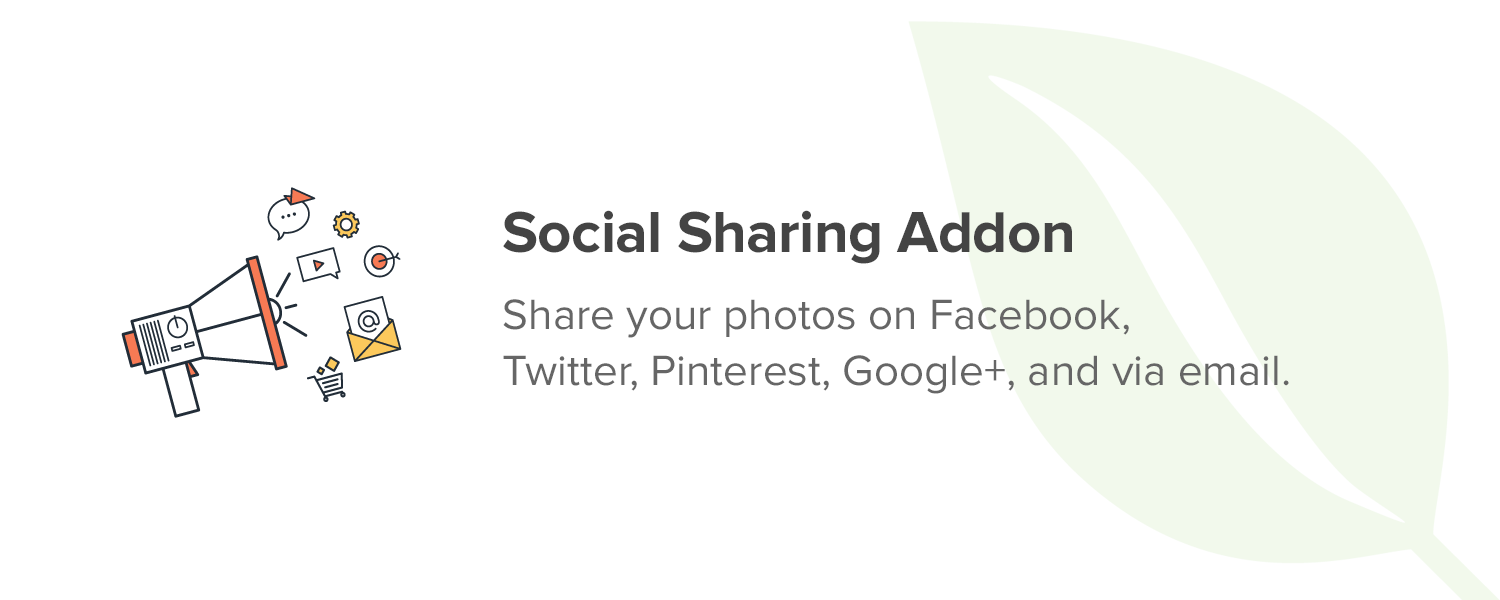 Social Sharing Addon
Share your photos on Facebook,
Twitter, Pinterest, Google+, and via email.
@